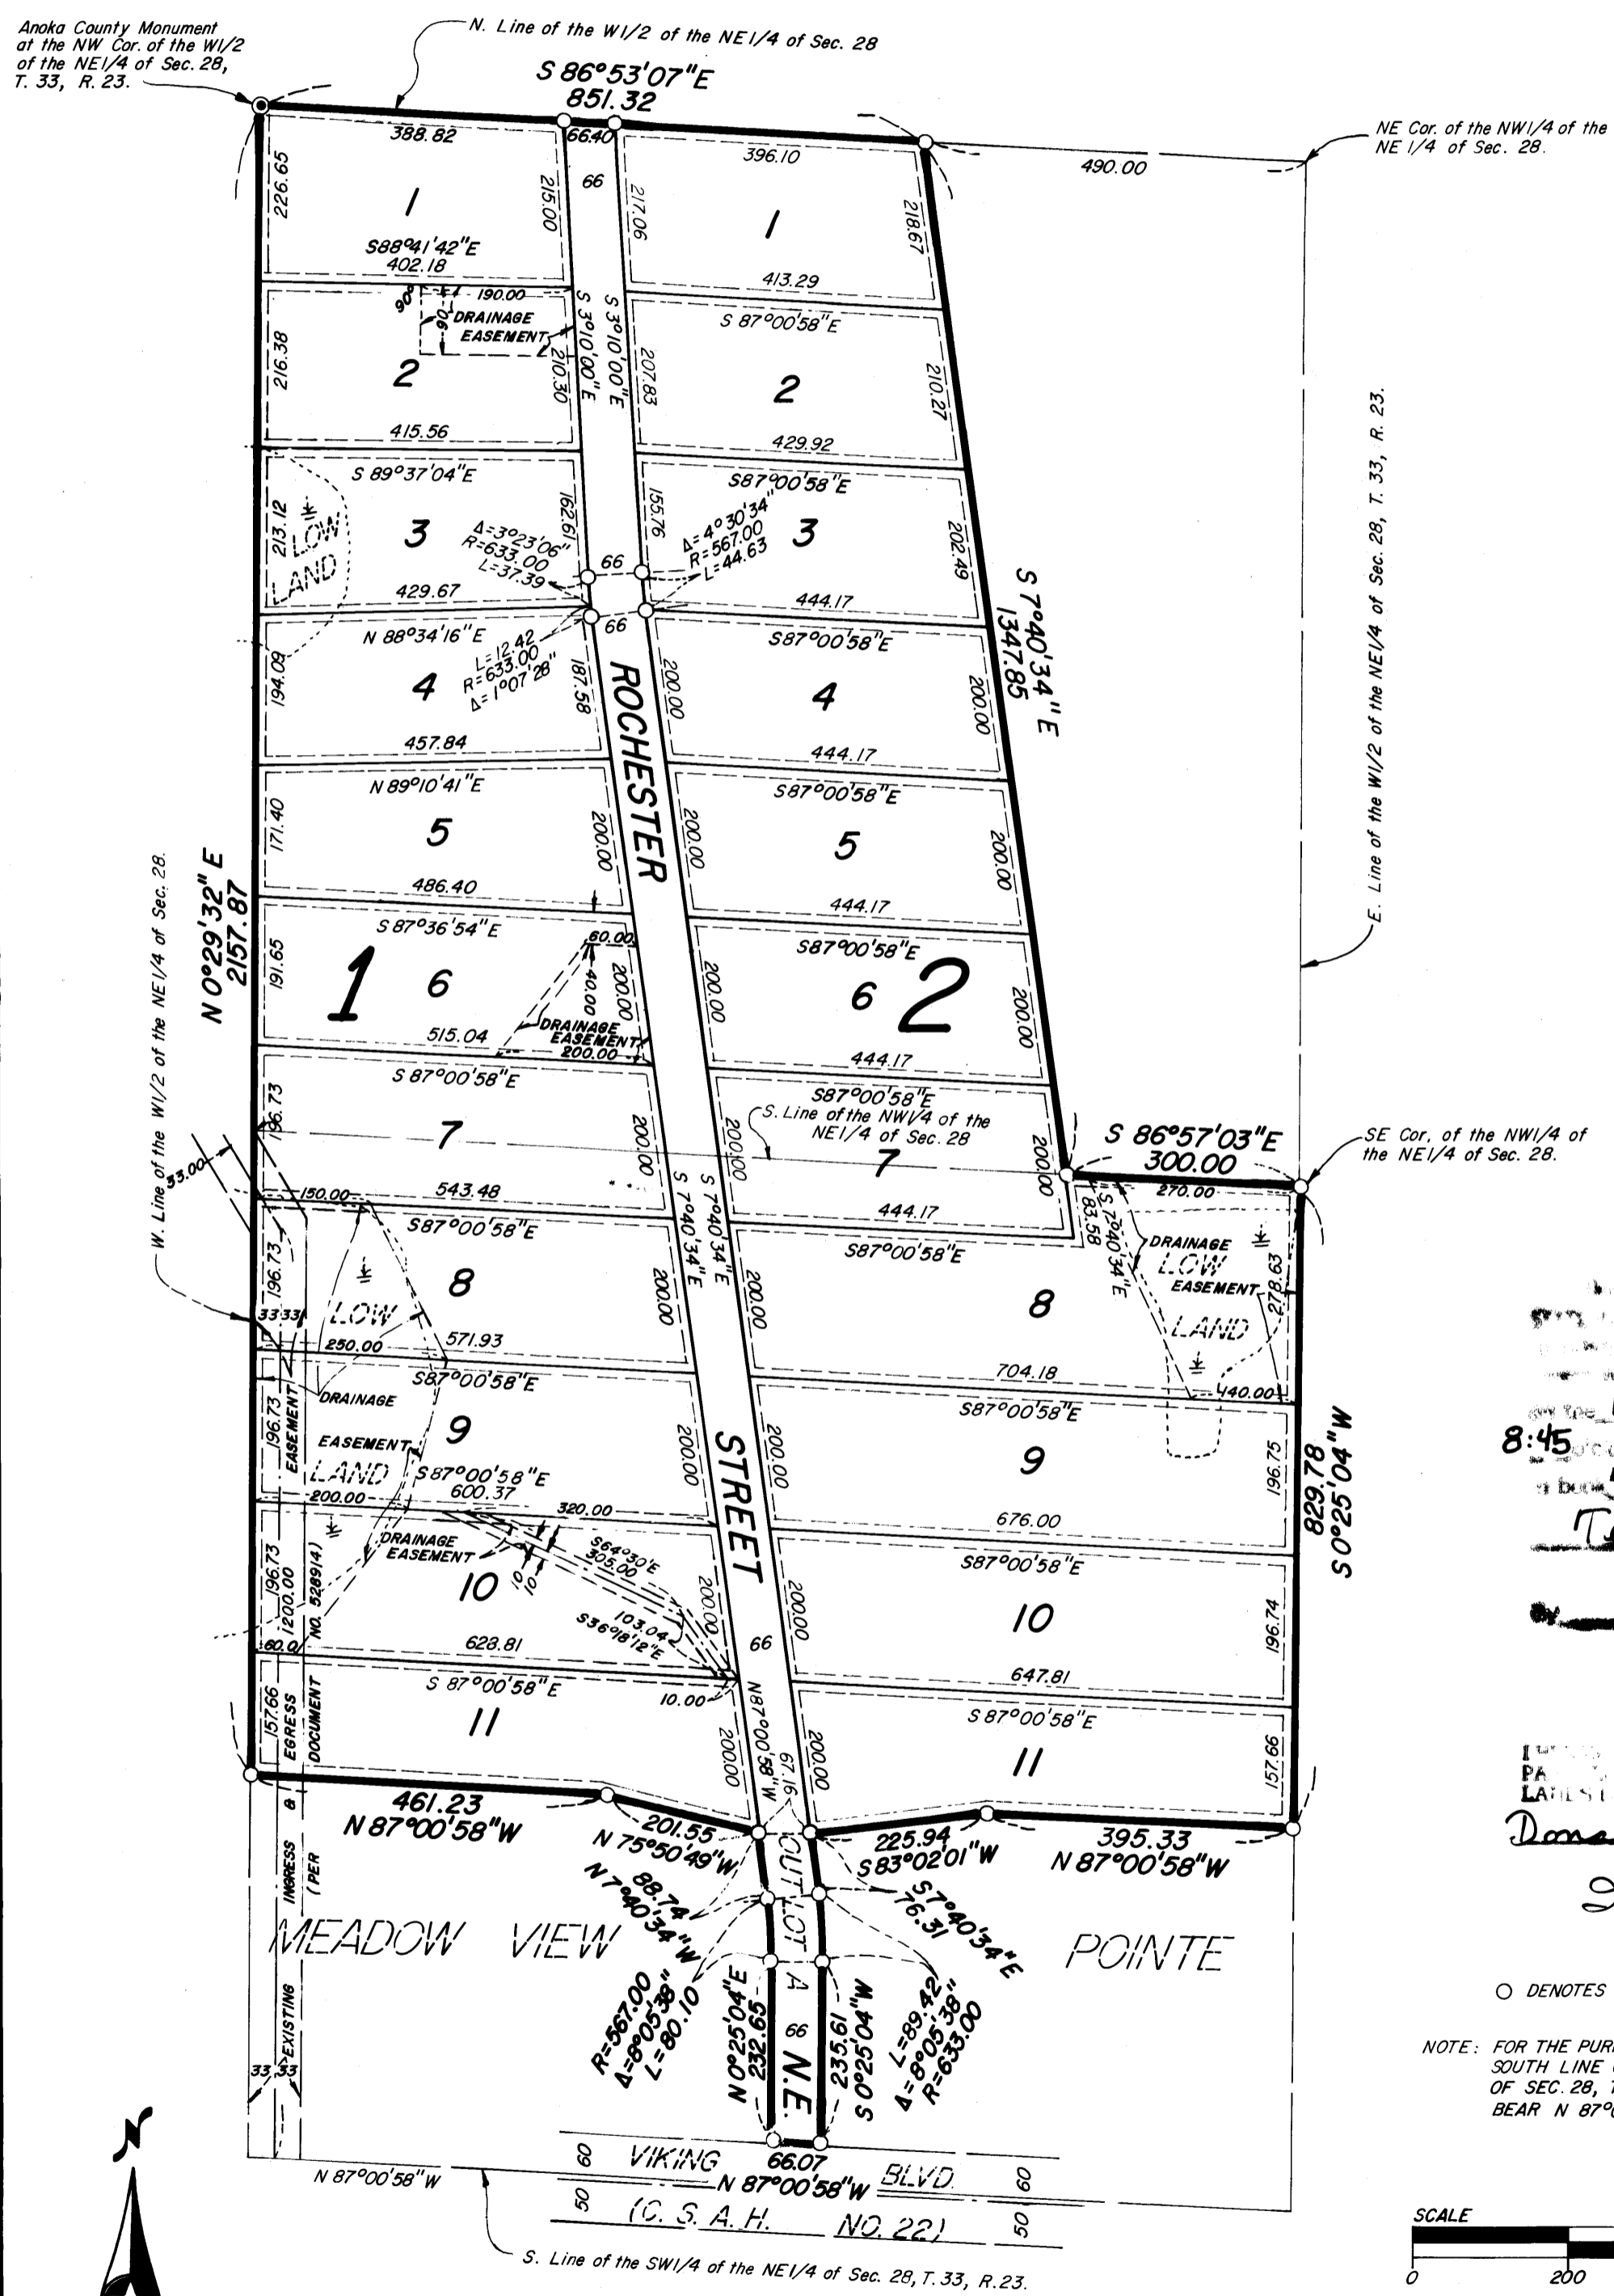 Anoka County Monument
at the NW Cor. of the W1/2
of the NE1/4 of Sec. 28,
T. 33, R. 23.
N. Line of the W1/2 of the NE1/4 of Sec. 28
S 86°53'07"E
851.32
NE Cor. of the NW1/4 of the
NE 1/4 of Sec. 28.
388.82
66.40
396.10
490.00
226.65
1
215.00
66
217.06
1
218.67
S88°41'42"E
402.18
413.29
90°
190.00
90
DRAINAGE
EASEMENT
S 3°10'00"E
S 3°10'00"E
S 87°00'58"E
216.38
2
210.30
207.83
2
210.27
415.56
429.92
S 89°37'04"E
S87°00'58"E
213.12
LOW
LAND
3
162.61
Δ=3°23'06"
R=633.00
L=37.39
66
155.76
Δ=4°30'34"
R=567.00
L=44.63
3
202.49
429.67
444.17
S 7°40'34" E
1347.85
E. Line of the W1/2 of the NE1/4 of Sec. 28, T. 33, R. 23.
N 88°34'16"E
66
S87°00'58"E
194.09
4
L=12.42
R=633.00
Δ=1°07'28"
187.58
ROCHESTER
200.00
4
200.00
457.84
444.17
N 89°10'41"E
S87°00'58"E
171.40
5
200.00
200.00
5
200.00
486.40
444.17
N 0°29'32" E
2157.87
W. Line of the W1/2 of the NE1/4 of Sec. 28.
S 87°36'54"E
60.00
S87°00'58"E
191.65
1
6
40.00
200.00
200.00
6
2
200.00
DRAINAGE
EASEMENT
515.04
200.00
444.17
S 87°00'58"E
S87°00'58"E
S. Line of the NW1/4 of the
NE1/4 of Sec. 28
196.73
7
200.00
200.00
7
200.00
S 86°57'03"E
300.00
SE Cor. of the NW1/4 of
the NE1/4 of Sec. 28.
33.00
150.00
543.48
S 7°40'34"E
S 7°40'34"E
444.17
270.00
S87°00'58"E
S87°00'58"E
83.58
S 7°40'34"E
DRAINAGE
LOW
EASEMENT
LAND
278.63
196.73
8
LOW
200.00
200.00
8
33
33
250.00
571.93
704.18
440.00
S87°00'58"E
S87°00'58"E
DRAINAGE
196.73
EASEMENT
EASEMENT
LAND
9
200.00
STREET
200.00
9
196.75
829.78
S 0°25'04"W
8:45
S87°00'58"E
600.37
200.00
320.00
676.00
DRAINAGE
EASEMENT
10
10
S64°30'E
305.00
S87°00'58"E
196.73
1200.00
NO. 528914)
10
103.04
S36°18'12"E
200.00
200.00
10
196.74
60.0
628.81
66
647.81
S 87°00'58"E
10.00
S 87°00'58"E
157.66
EGRESS
DOCUMENT
11
200.00
N87°00'58"W
67.16
200.00
11
157.66
461.23
N 87°00'58"W
201.55
N 75°50'49"W
225.94
S 83°02'01"W
395.33
N 87°00'58"W
&
INGRESS
(PER
EXISTING
88.74
N 7°40'34"W
OUTLOT
A
S 7°40'34"E
76.31
MEADOW VIEW
POINTE
R=567.00
Δ=8°05'38"
L=80.10
N 0°25'04"E
232.65
66
N.E.
235.61
S 0°25'04"W
L=89.42
Δ=8°05'38"
R=633.00
DENOTES
NOTE: FOR THE PUR
SOUTH LINE
OF SEC. 28,
BEAR N 87°
33
33
N 87°00'58"W
60
VIKING
66.07
BLVD.
60
N 87°00'58"W
50
(C. S. A. H. NO. 22)
50
S. Line of the SW1/4 of the NE1/4 of Sec. 28, T. 33, R.23.
N
SCALE
0
200